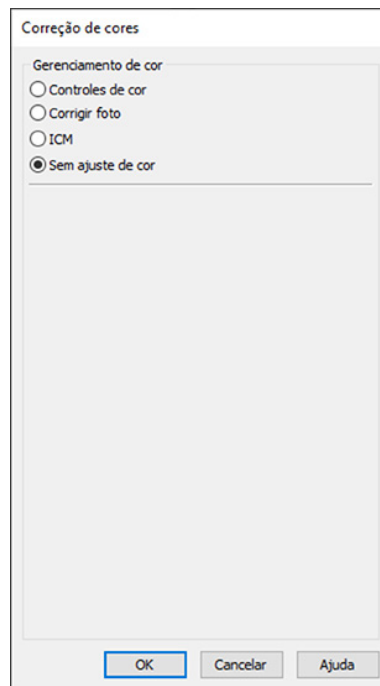 Correção de cores
Gerenciamento de cor
Controles de cor
Corrigir foto
ICM
Sem ajuste de cor
OK Cancelar Ajuda